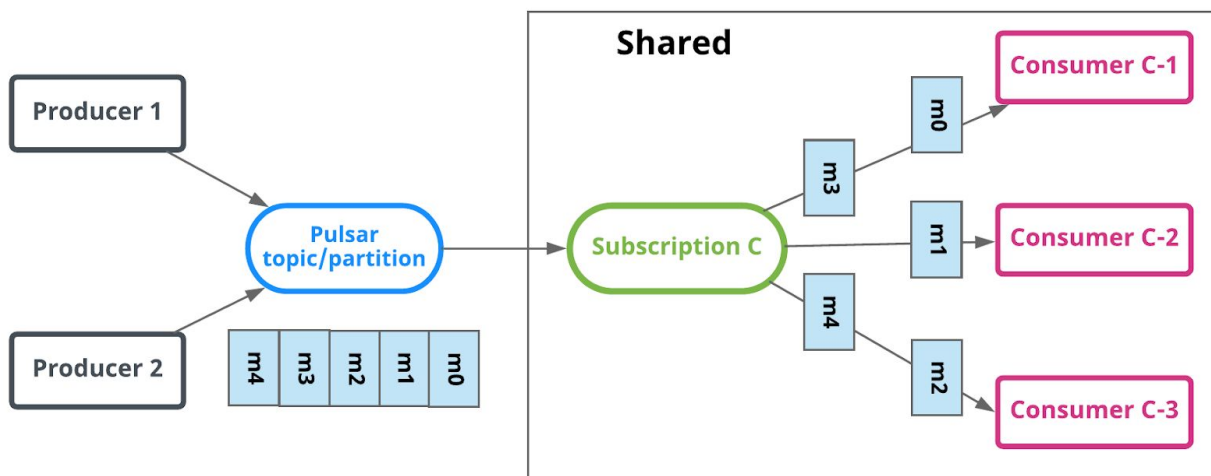 Shared
Producer 1
Producer 2
Pulsar
topic/partition
m4
m3
m2
m1
m0
Subscription C
m3
m0
m1
m4
m2
Consumer C-1
Consumer C-2
Consumer C-3